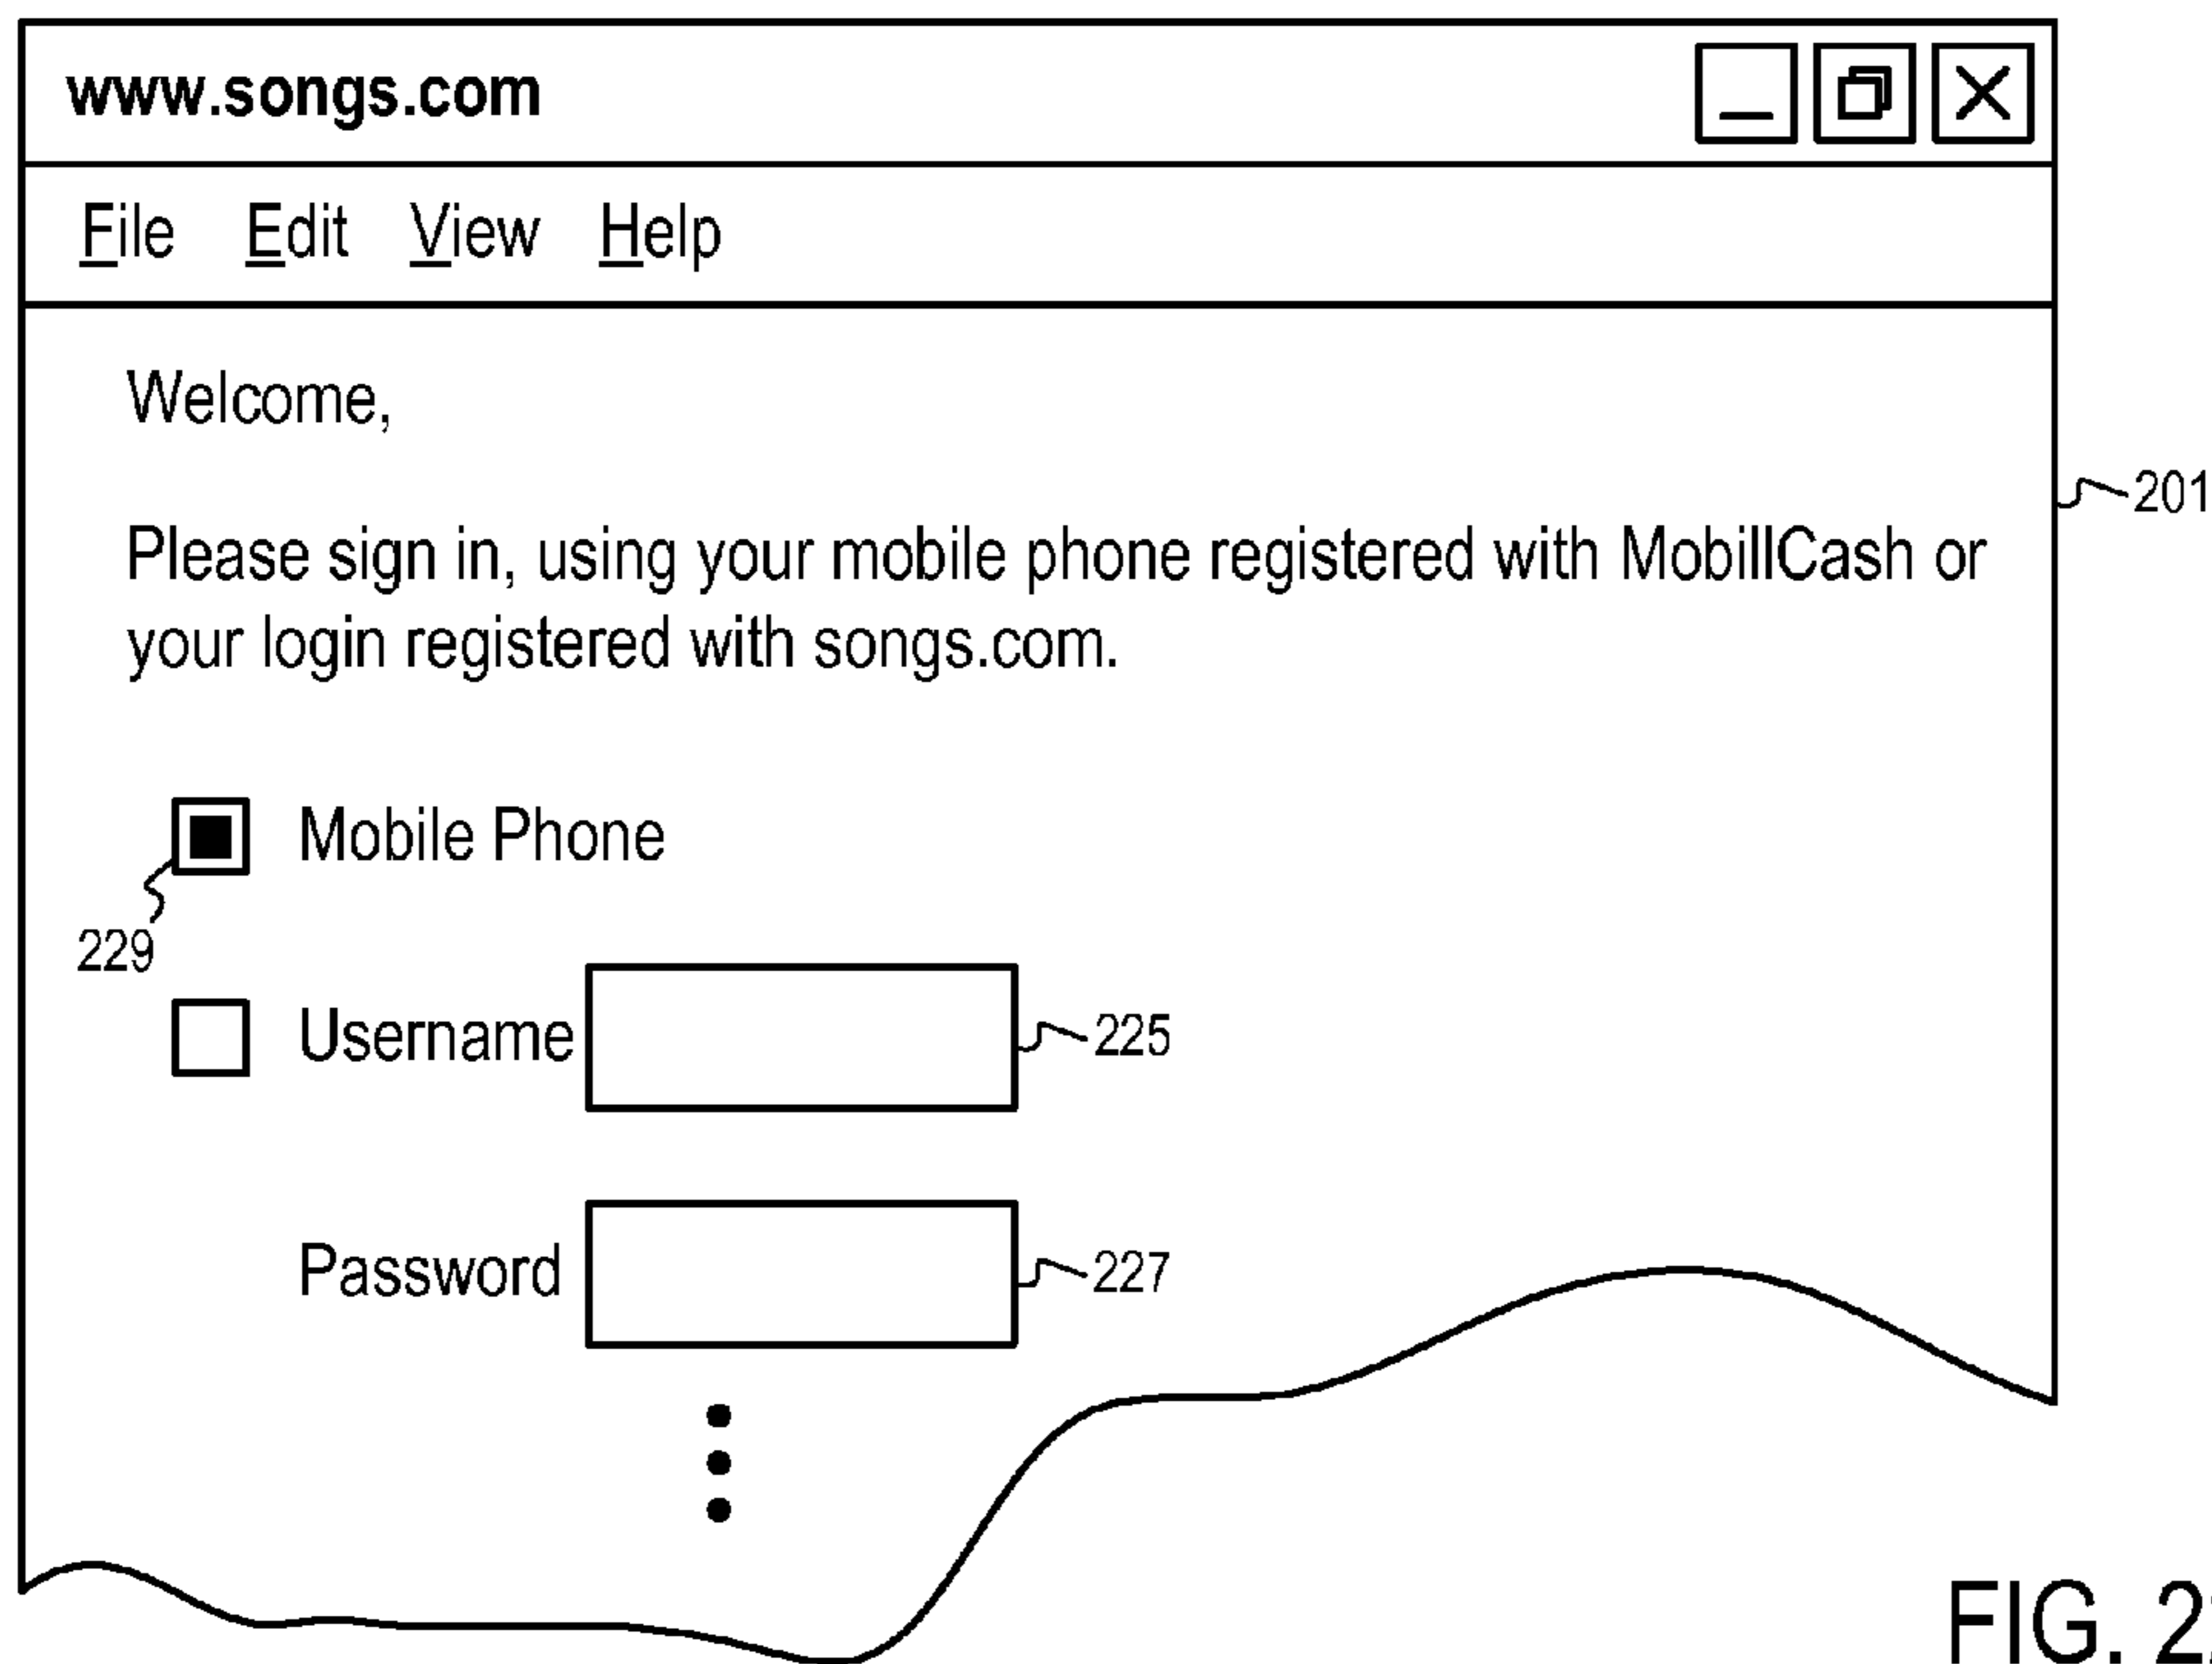 www.songs.com
File Edit View Help
Welcome,
Please sign in, using your mobile phone registered with MobillCash or
your login registered with songs.com.
201
Mobile Phone
229
Username
225
Password
227
FIG.